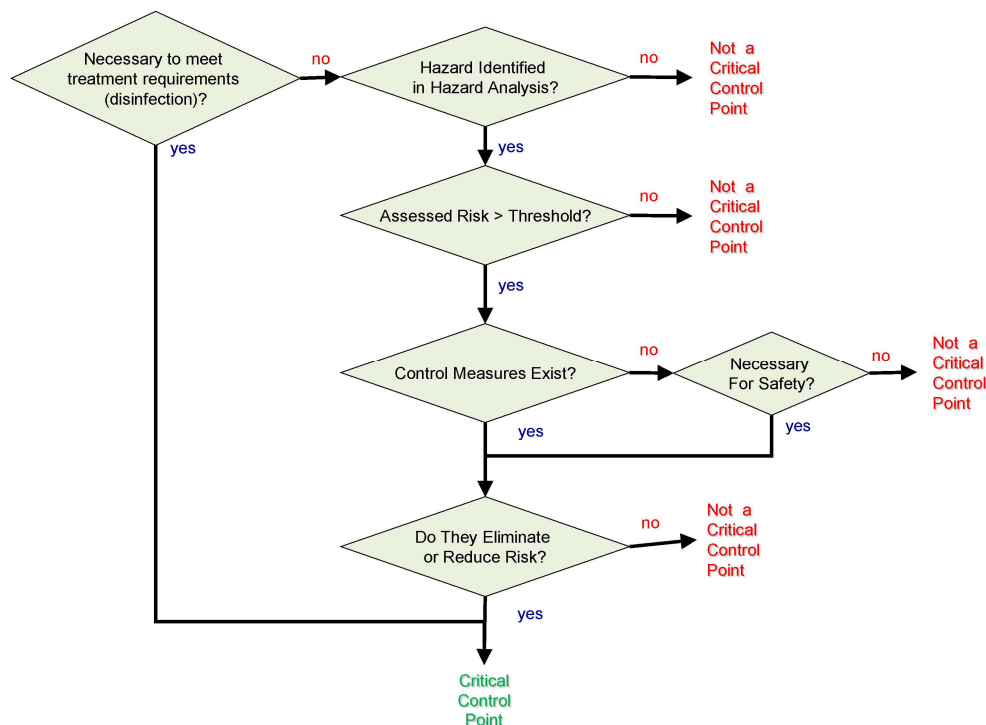 Necessary to meet
treatment requirements
(disinfection)?
no
Hazard Identified
in Hazard Analysis?
no
Not a
Critical
Control
Point
yes
yes
Assessed Risk > Threshold?
no
Not a
Critical
Control
Point
yes
Control Measures Exist?
no
Necessary
For Safety?
no
Not a
Critical
Control
Point
yes
yes
Do They Eliminate
or Reduce Risk?
no
Not a
Critical
Control
Point
yes
Critical
Control
Point